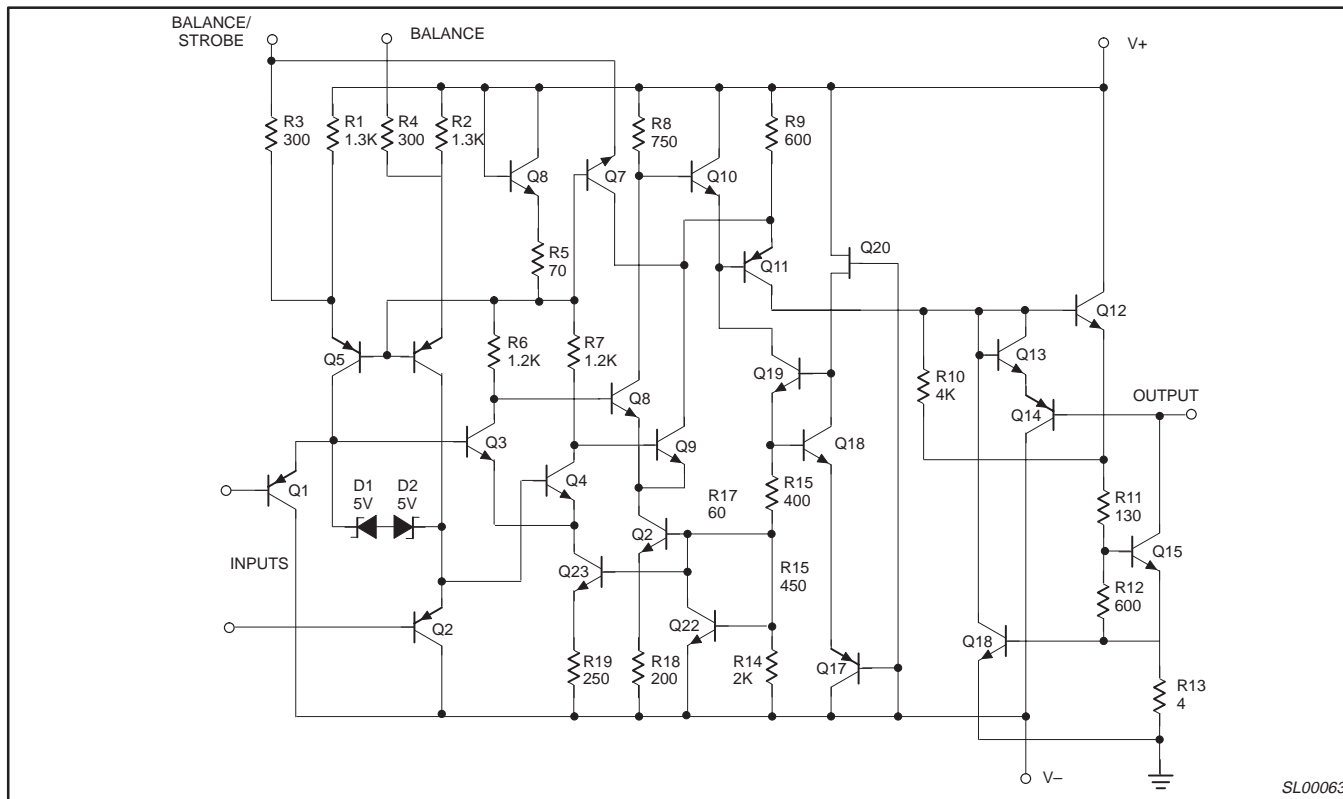 BALANCE/
STROBE
BALANCE
V+
R3
300
R1
1.3K
R4
300
R2
1.3K
R8
750
R9
600
Q8
Q7
Q10
R5
70
Q11
Q20
Q12
Q5
R6
1.2K
R7
1.2K
Q19
R10
4K
Q13
OUTPUT
Q14
Q8
Q3
Q9
Q18
Q4
Q1
D1
5V
D2
5V
R17
60
R15
400
R11
130
Q2
Q15
INPUTS
Q23
R15
450
R12
600
Q2
Q22
Q18
R19
250
R18
200
R14
2K
Q17
R13
4
V–
SL00063